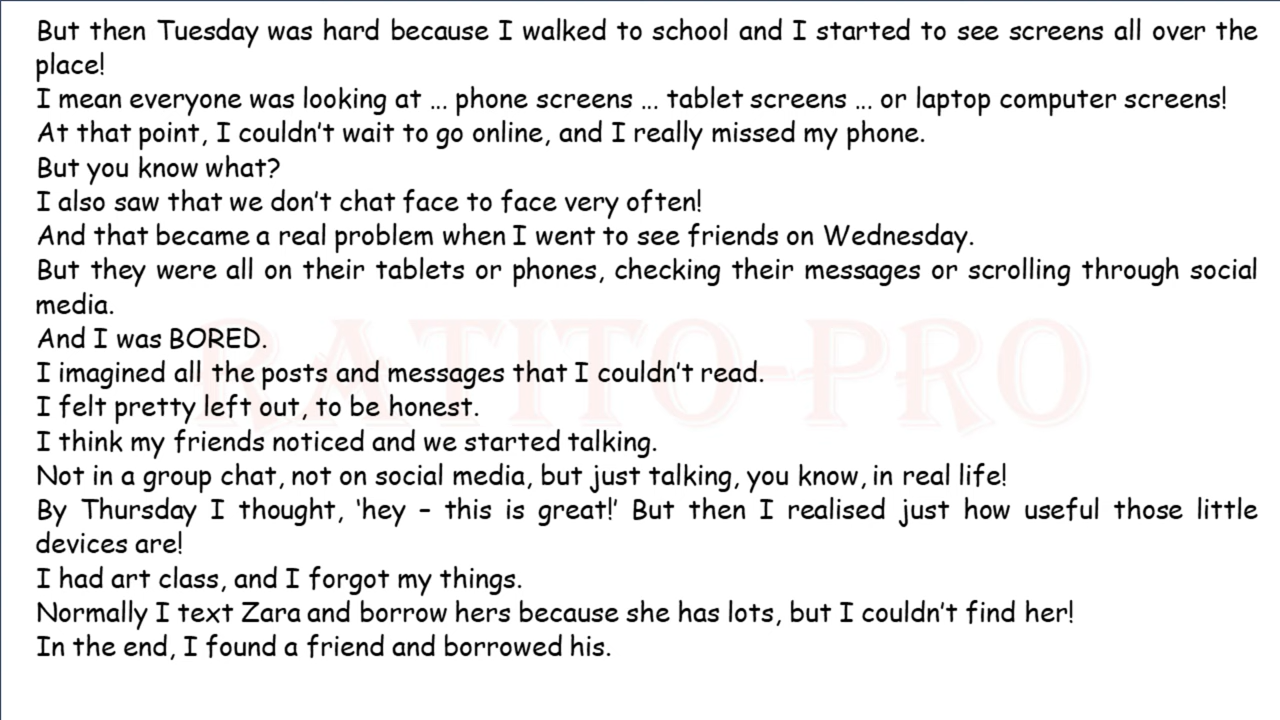 But then Tuesday was hard because I walked to school and I started to see screens all over the
place!
I mean everyone was looking at ... phone screens ... tablet screens ... or laptop computer screens!
At that point, I couldn't wait to go online, and I really missed my phone.
But you know what?
I also saw that we don't chat face to face very often!
And that became a real problem when I went to see friends on Wednesday.
But they were all on their tablets or phones, checking their messages or scrolling through social
media.
And I was BORED.
I imagined all the posts and messages that I couldn't read.
I felt pretty left out, to be honest.
I think my friends noticed and we started talking.
Not in a group chat, not on social media, but just talking, you know, in real life!
By Thursday I thought, 'hey – this is great!' But then I realised just how useful those little
devices are!
I had art class, and I forgot my things.
Normally I text Zara and borrow hers because she has lots, but I couldn't find her!
In the end, I found a friend and borrowed his.
RATITO-PRO